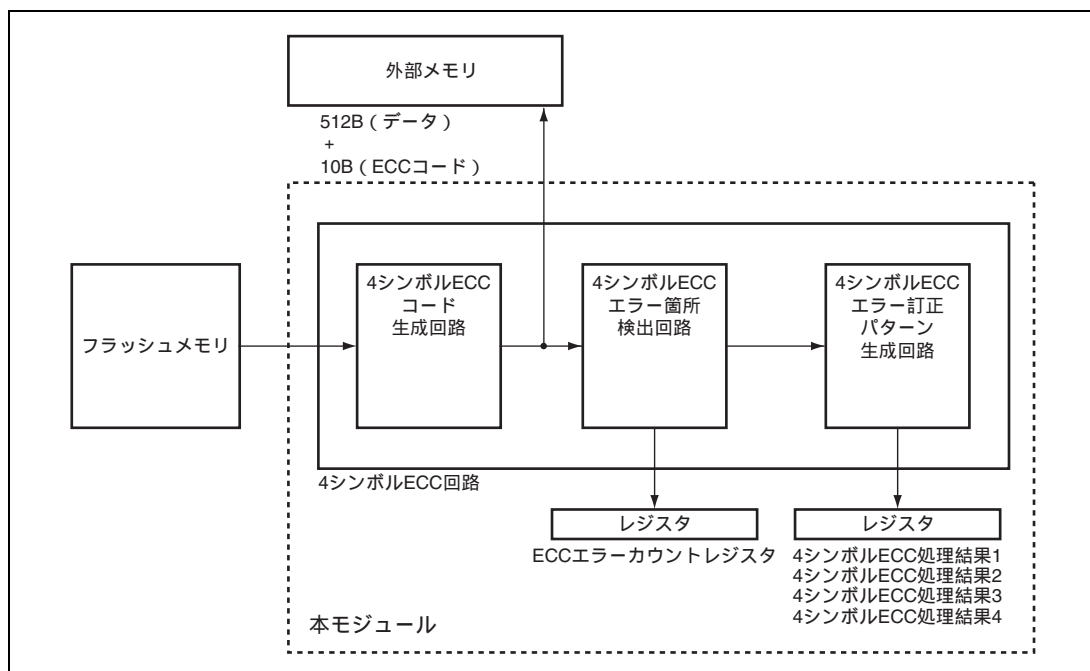 外部メモリ
512B（データ）
+
10B（ECCコード）
フラッシュメモリ
4シンボルECC
コード
生成回路
4シンボルECC
エラー箇所
検出回路
4シンボルECC
エラー訂正
パターン
生成回路
4シンボルECC回路
レジスタ
ECCエラーカウントレジスタ
レジスタ
4シンボルECC処理結果1
4シンボルECC処理結果2
4シンボルECC処理結果3
4シンボルECC処理結果4
本モジュール